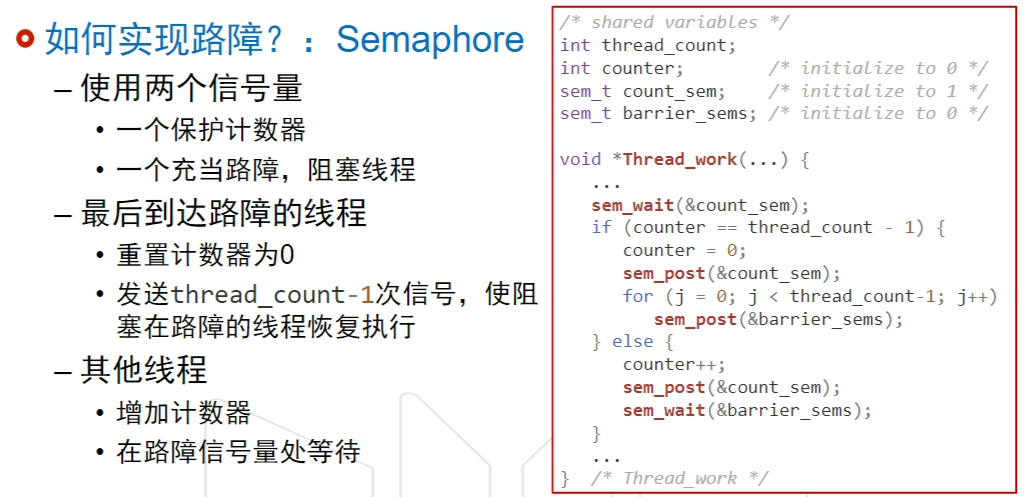 如何实现路障？：Semaphore
– 使用两个信号量
• 一个保护计数器
• 一个充当路障，阻塞线程
– 最后到达路障的线程
• 重置计数器为0
• 发送thread_count-1次信号，使阻
塞在路障的线程恢复执行
– 其他线程
• 增加计数器
• 在路障信号量处等待
/* shared variables */
int thread_count;
int counter;        /* initialize to 0 */
sem_t count_sem;    /* initialize to 1 */
sem_t barrier_sems; /* initialize to 0 */

void *Thread_work(...) {
  ...
  sem_wait(&count_sem);
  if (counter == thread_count - 1) {
    counter = 0;
    sem_post(&count_sem);
    for (j = 0; j < thread_count-1; j++)
      sem_post(&barrier_sems);
  } else {
    counter++;
    sem_post(&count_sem);
    sem_wait(&barrier_sems);
  }
  ...
} /* Thread_work */